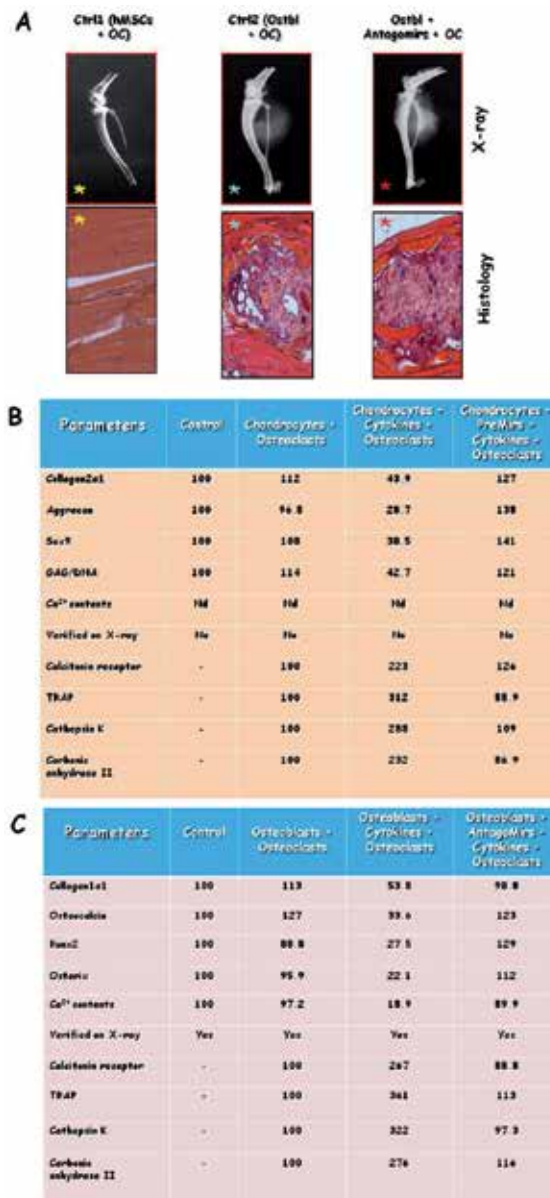 A
Ctrl1 (hMSCs + OC)
Ctrl2 (Ostbl + OC)
Ostbl + Antagomirs + OC
X-ray
Histology
B
Parameters Control Chondrocytes + Osteoclasts Chondrocytes + Cytokines + Osteoclasts Chondrocytes + PreMirs + Cytokines + Osteoclasts
Collagen2a1 100 112 43.9 127
Aggrecan 100 96.8 28.7 138
Sox9 100 108 38.5 141
GAG/DNA 100 114 42.7 121
Ca2+ contents Nd Nd Nd Nd
Verified on X-ray No No No No
Calcitonin receptor - 100 223 126
TRAP - 100 312 88.9
Cathepsin K - 100 288 109
Carbonic anhydrase II - 100 232 86.9
C
Parameters Control Osteoblasts + Osteoclasts Osteoblasts + Cytokines + Osteoclasts Osteoblasts + AntagoMirs + Cytokines + Osteoclasts
Collagen1a1 100 113 53.8 98.8
Osteocalcin 100 127 33.6 123
Runx2 100 88.8 27.5 129
Osterix 100 95.9 22.1 112
Ca2+ contents 100 97.2 18.9 89.9
Verified on X-ray Yes Yes Yes Yes
Calcitonin receptor - 100 267 88.8
TRAP - 100 361 113
Cathepsin K - 100 322 97.3
Carbonic anhydrase II - 100 276 116